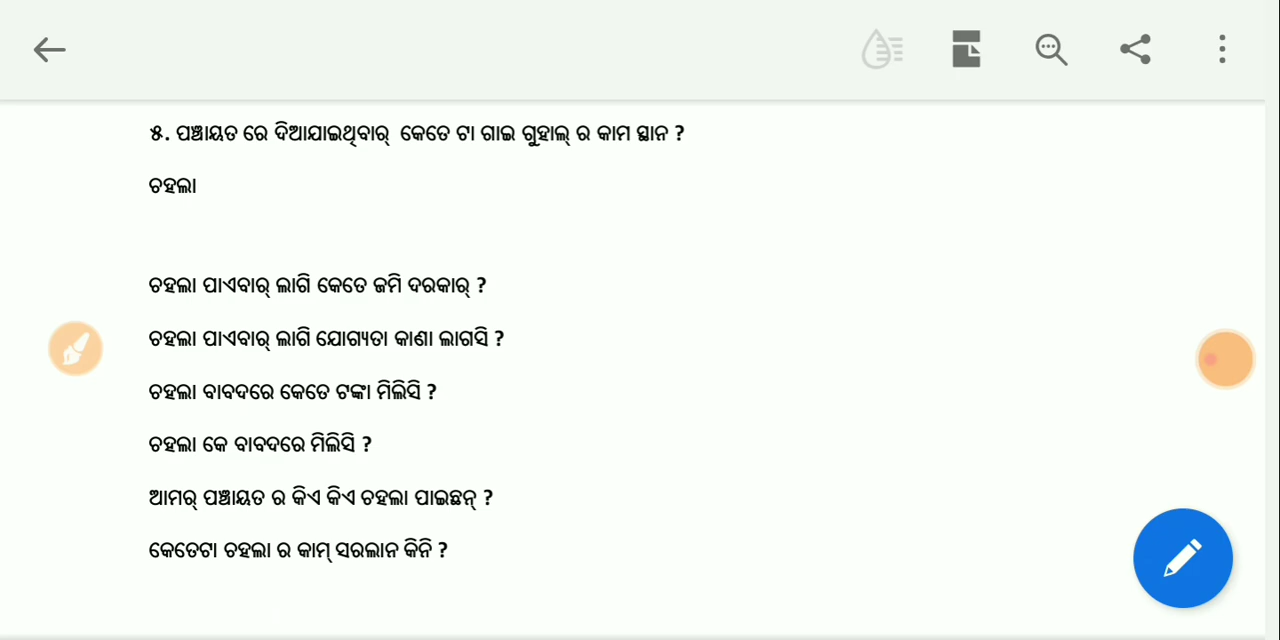 ୫. ପଞ୍ଚାୟତ ରେ ଦିଆଯାଇଥିବାର୍ କେତେ ଟା ଗାଇ ଗୁହାଲ୍ ର କାମ ସ୍ଥାନ ?
ଚହଲା
ଚହଲା ପାଏବାର୍ ଲାଗି କେତେ ଜମି ଦରକାର୍ ?
ଚହଲା ପାଏବାର୍ ଲାଗି ଯୋଗ୍ୟତା କାଣା ଲାଗସି ?
ଚହଲା ବାବଦରେ କେତେ ଟଙ୍କା ମିଲିସି ?
ଚହଲା କେ ବାବଦରେ ମିଲିସି ?
ଆମର୍ ପଞ୍ଚାୟତ ର କିଏ କିଏ ଚହଲା ପାଇଛନ୍ ?
କେତେଟା ଚହଲା ର କାମ୍ ସରଲାନ କିନି ?